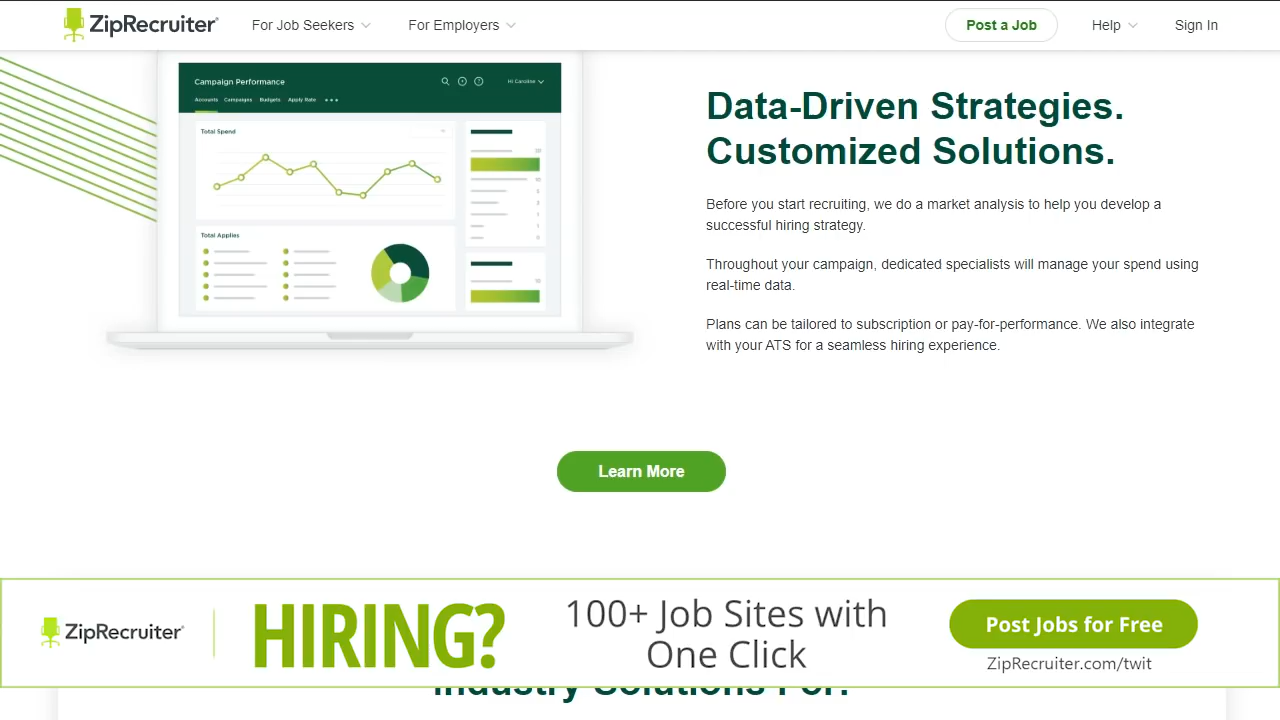 ZipRecruiter
For Job Seekers
For Employers
Post a Job
Help
Sign In
Campaign Performance
Hi Caroline
Accounts Campaigns Budgets Apply Rate
Total Spend
Total Applies
Data-Driven Strategies.
Customized Solutions.
Before you start recruiting, we do a market analysis to help you develop a
successful hiring strategy.
Throughout your campaign, dedicated specialists will manage your spend using
real-time data.
Plans can be tailored to subscription or pay-for-performance. We also integrate
with your ATS for a seamless hiring experience.
Learn More
ZipRecruiter
HIRING?
100+ Job Sites with
One Click
Post Jobs for Free
ZipRecruiter.com/twit
Industry Solutions For: